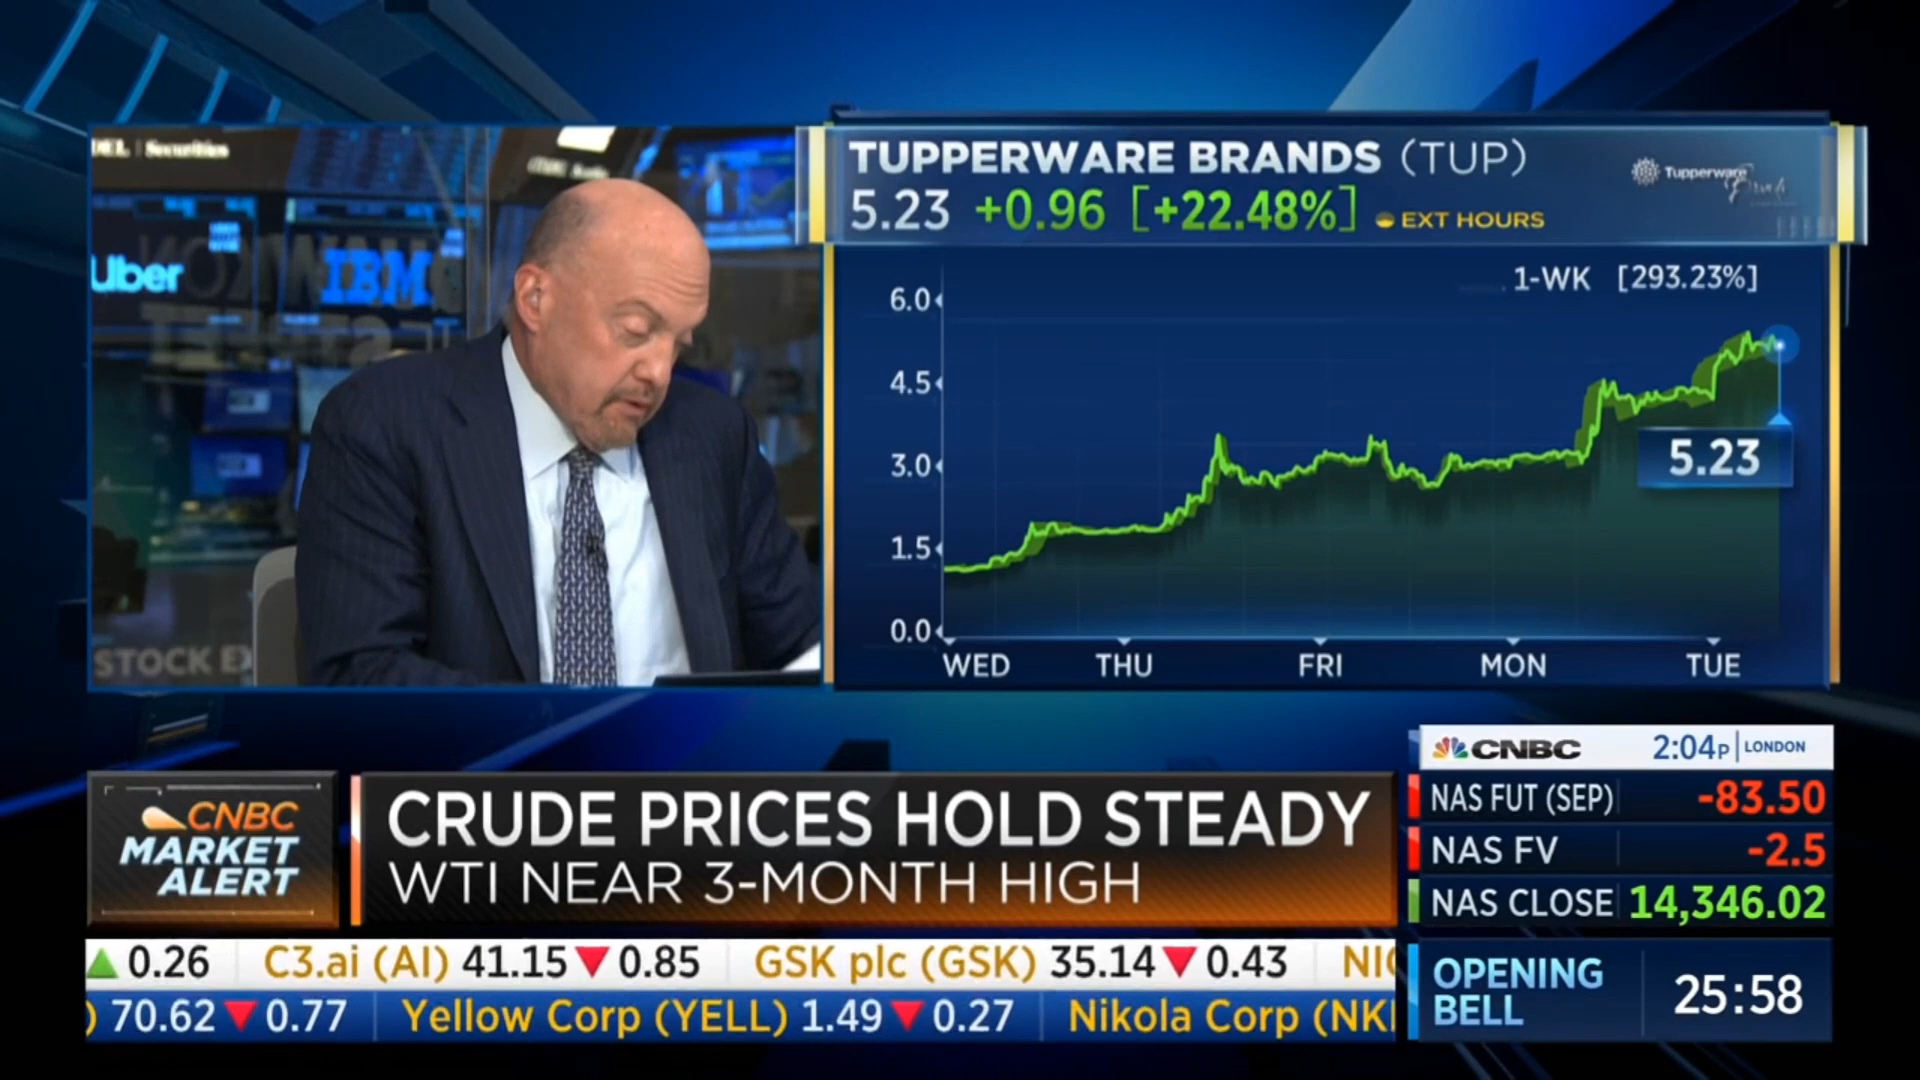 Securities
Uber
IBM
STOCK EX
TUPPERWARE BRANDS (TUP)
5.23 +0.96 [+22.48%] EXT HOURS
Tupperware
1-WK [293.23%]
6.0
4.5
3.0
1.5
0.0
5.23
WED THU FRI MON TUE
CNBC
MARKET
ALERT
CRUDE PRICES HOLD STEADY
WTI NEAR 3-MONTH HIGH
▲ 0.26 C3.ai (AI) 41.15 ▼ 0.85 GSK plc (GSK) 35.14 ▼ 0.43 NIO
) 70.62 ▼ 0.77 Yellow Corp (YELL) 1.49 ▼ 0.27 Nikola Corp (NK
CNBC 2:04P LONDON
NAS FUT (SEP) -83.50
NAS FV -2.5
NAS CLOSE 14,346.02
OPENING
BELL
25:58